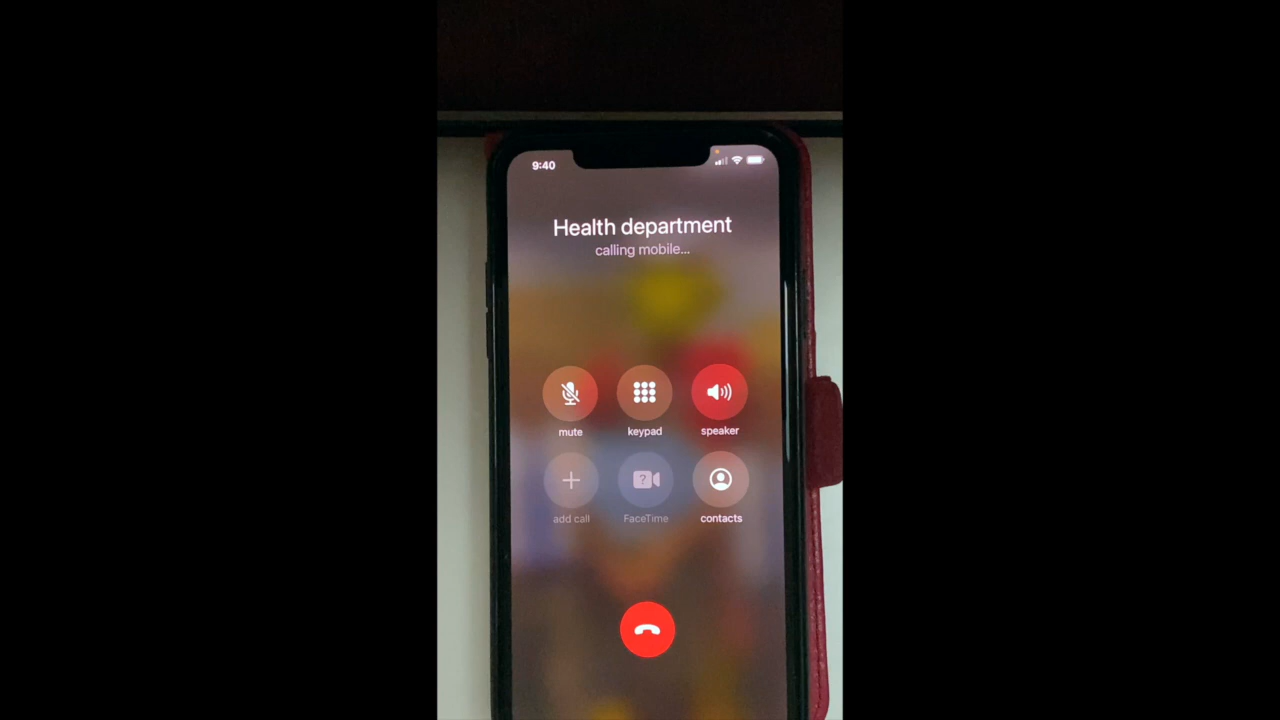 9:40
Health department
calling mobile...
mute
keypad
speaker
add call
FaceTime
contacts